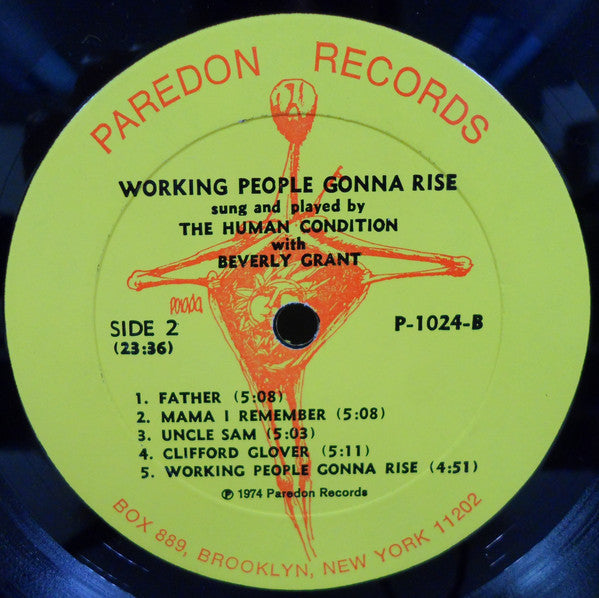 PAREDON RECORDS
WORKING PEOPLE GONNA RISE
sung and played by
THE HUMAN CONDITION
with
BEVERLY GRANT
SIDE 2
(23:36)
P-1024-B
1. FATHER (5:08)
2. MAMA I REMEMBER (5:08)
3. UNCLE SAM (5:03)
4. CLIFFORD GLOVER (5:11)
5. WORKING PEOPLE GONNA RISE (4:51)
℗ 1974 Paredon Records
BOX 889, BROOKLYN, NEW YORK 11202